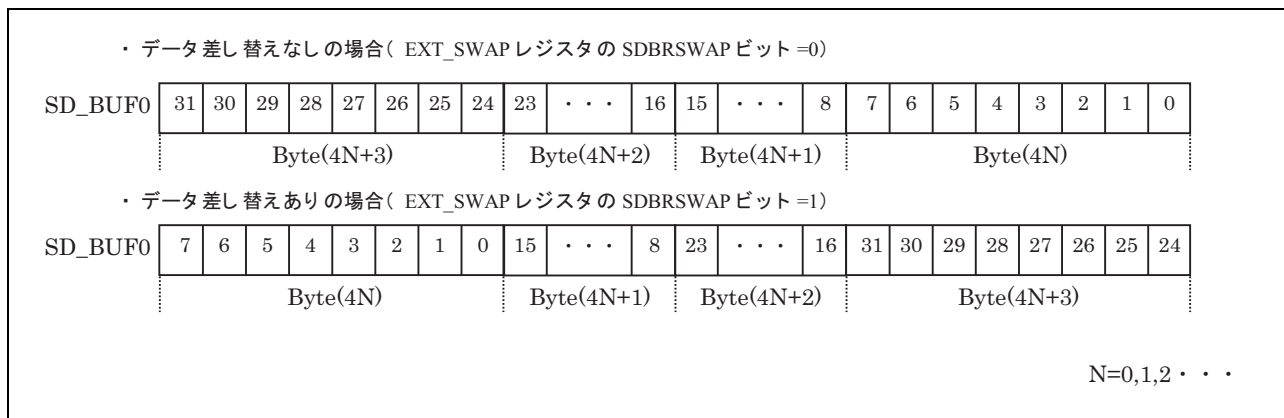 ・ データ差し替えなしの場合( EXT_SWAPレジスタの SDBRSWAPビット=0)
SD_BUF0 31 30 29 28 27 26 25 24 23 ・・・ 16 15 ・・・ 8 7 6 5 4 3 2 1 0
Byte(4N+3) Byte(4N+2) Byte(4N+1) Byte(4N)
・ データ差し替えありの場合( EXT_SWAPレジスタの SDBRSWAPビット=1)
SD_BUF0 7 6 5 4 3 2 1 0 15 ・・・ 8 23 ・・・ 16 31 30 29 28 27 26 25 24
Byte(4N) Byte(4N+1) Byte(4N+2) Byte(4N+3)
N=0,1,2・・・